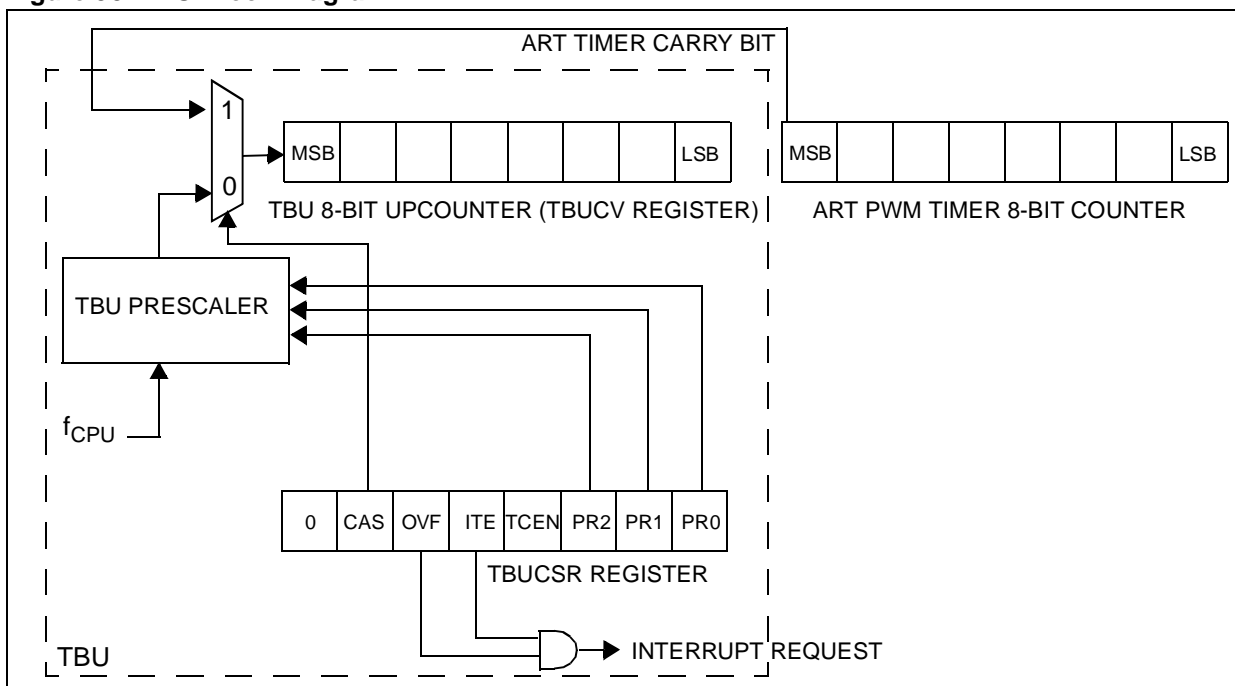 ART TIMER CARRY BIT
1
MSB LSB MSB LSB
0
TBU 8-BIT UPCOUNTER (TBUCV REGISTER) ART PWM TIMER 8-BIT COUNTER
TBU PRESCALER
fCPU
0 CAS OVF ITE TCEN PR2 PR1 PR0
TBUCSR REGISTER
INTERRUPT REQUEST
TBU